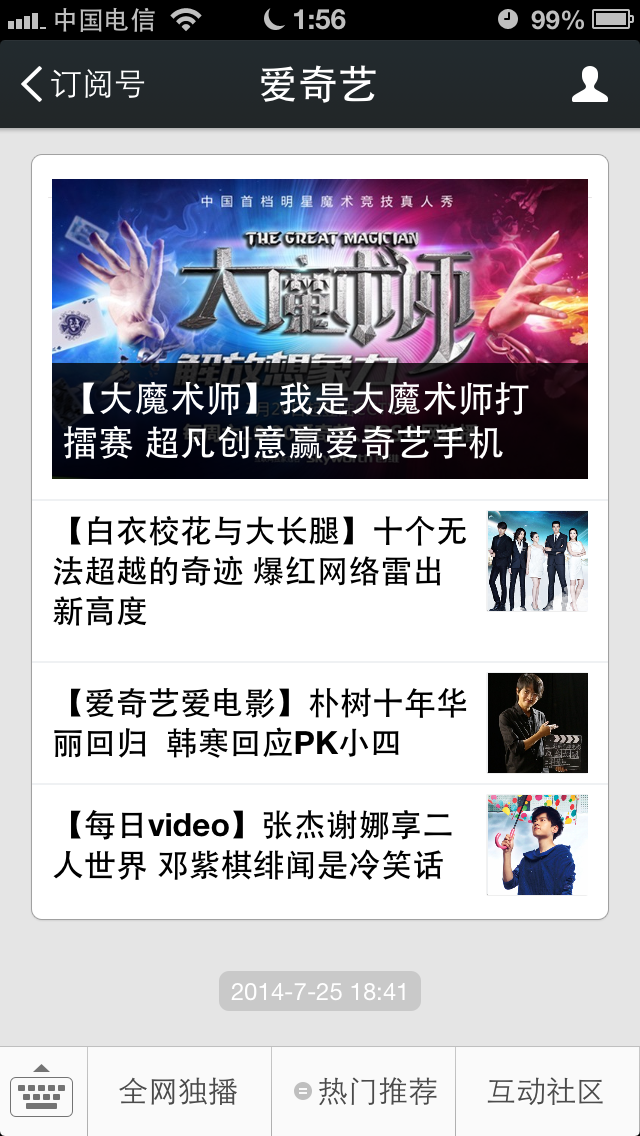 中国电信 1:56 99%
订阅号 爱奇艺
中国首档明星魔术竞技真人秀
THE GREAT MAGICIAN
大魔术师
解放想象力
【大魔术师】我是大魔术师打
擂赛 超凡创意赢爱奇艺手机
【白衣校花与大长腿】十个无
法超越的奇迹 爆红网络雷出
新高度
【爱奇艺爱电影】朴树十年华
丽回归 韩寒回应PK小四
【每日video】张杰谢娜享二
人世界 邓紫棋绯闻是冷笑话
2014-7-25 18:41
全网独播 热门推荐 互动社区